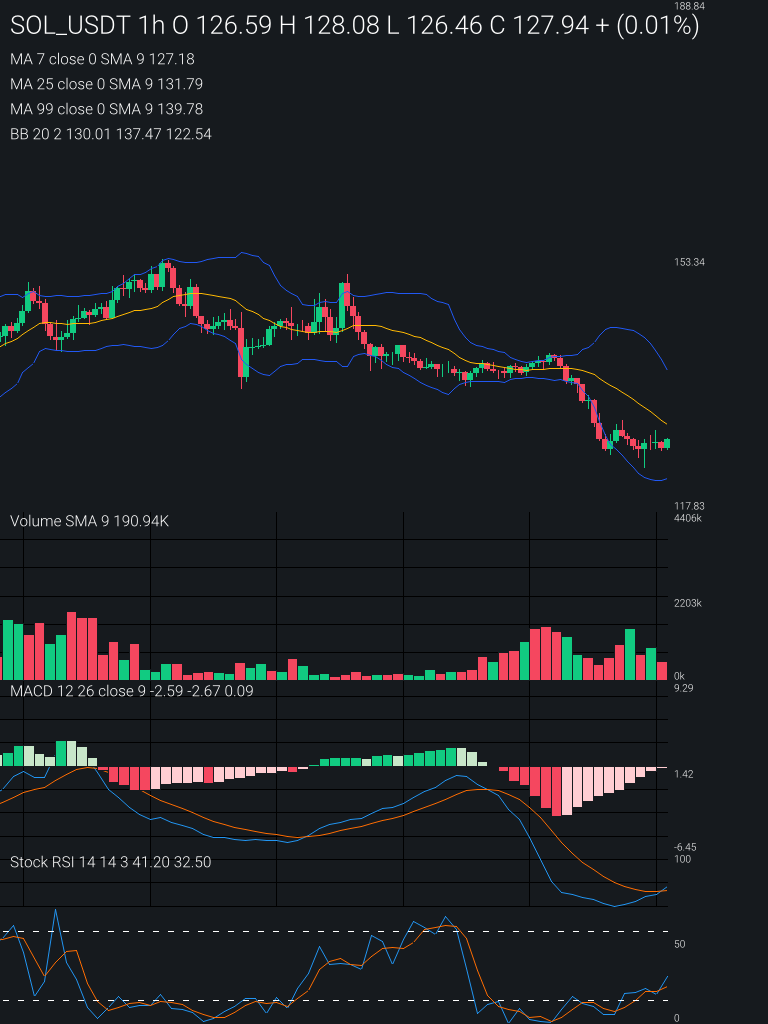 188.84
SOL_USDT 1h O 126.59 H 128.08 L 126.46 C 127.94 + (0.01%)
MA 7 close 0 SMA 9 127.18
MA 25 close 0 SMA 9 131.79
MA 99 close 0 SMA 9 139.78
BB 20 2 130.01 137.47 122.54
153.34
117.83
Volume SMA 9 190.94K
4406k
2203k
0k
MACD 12 26 close 9 -2.59 -2.67 0.09
9.29
1.42
-6.45
Stock RSI 14 14 3 41.20 32.50
100
50
0